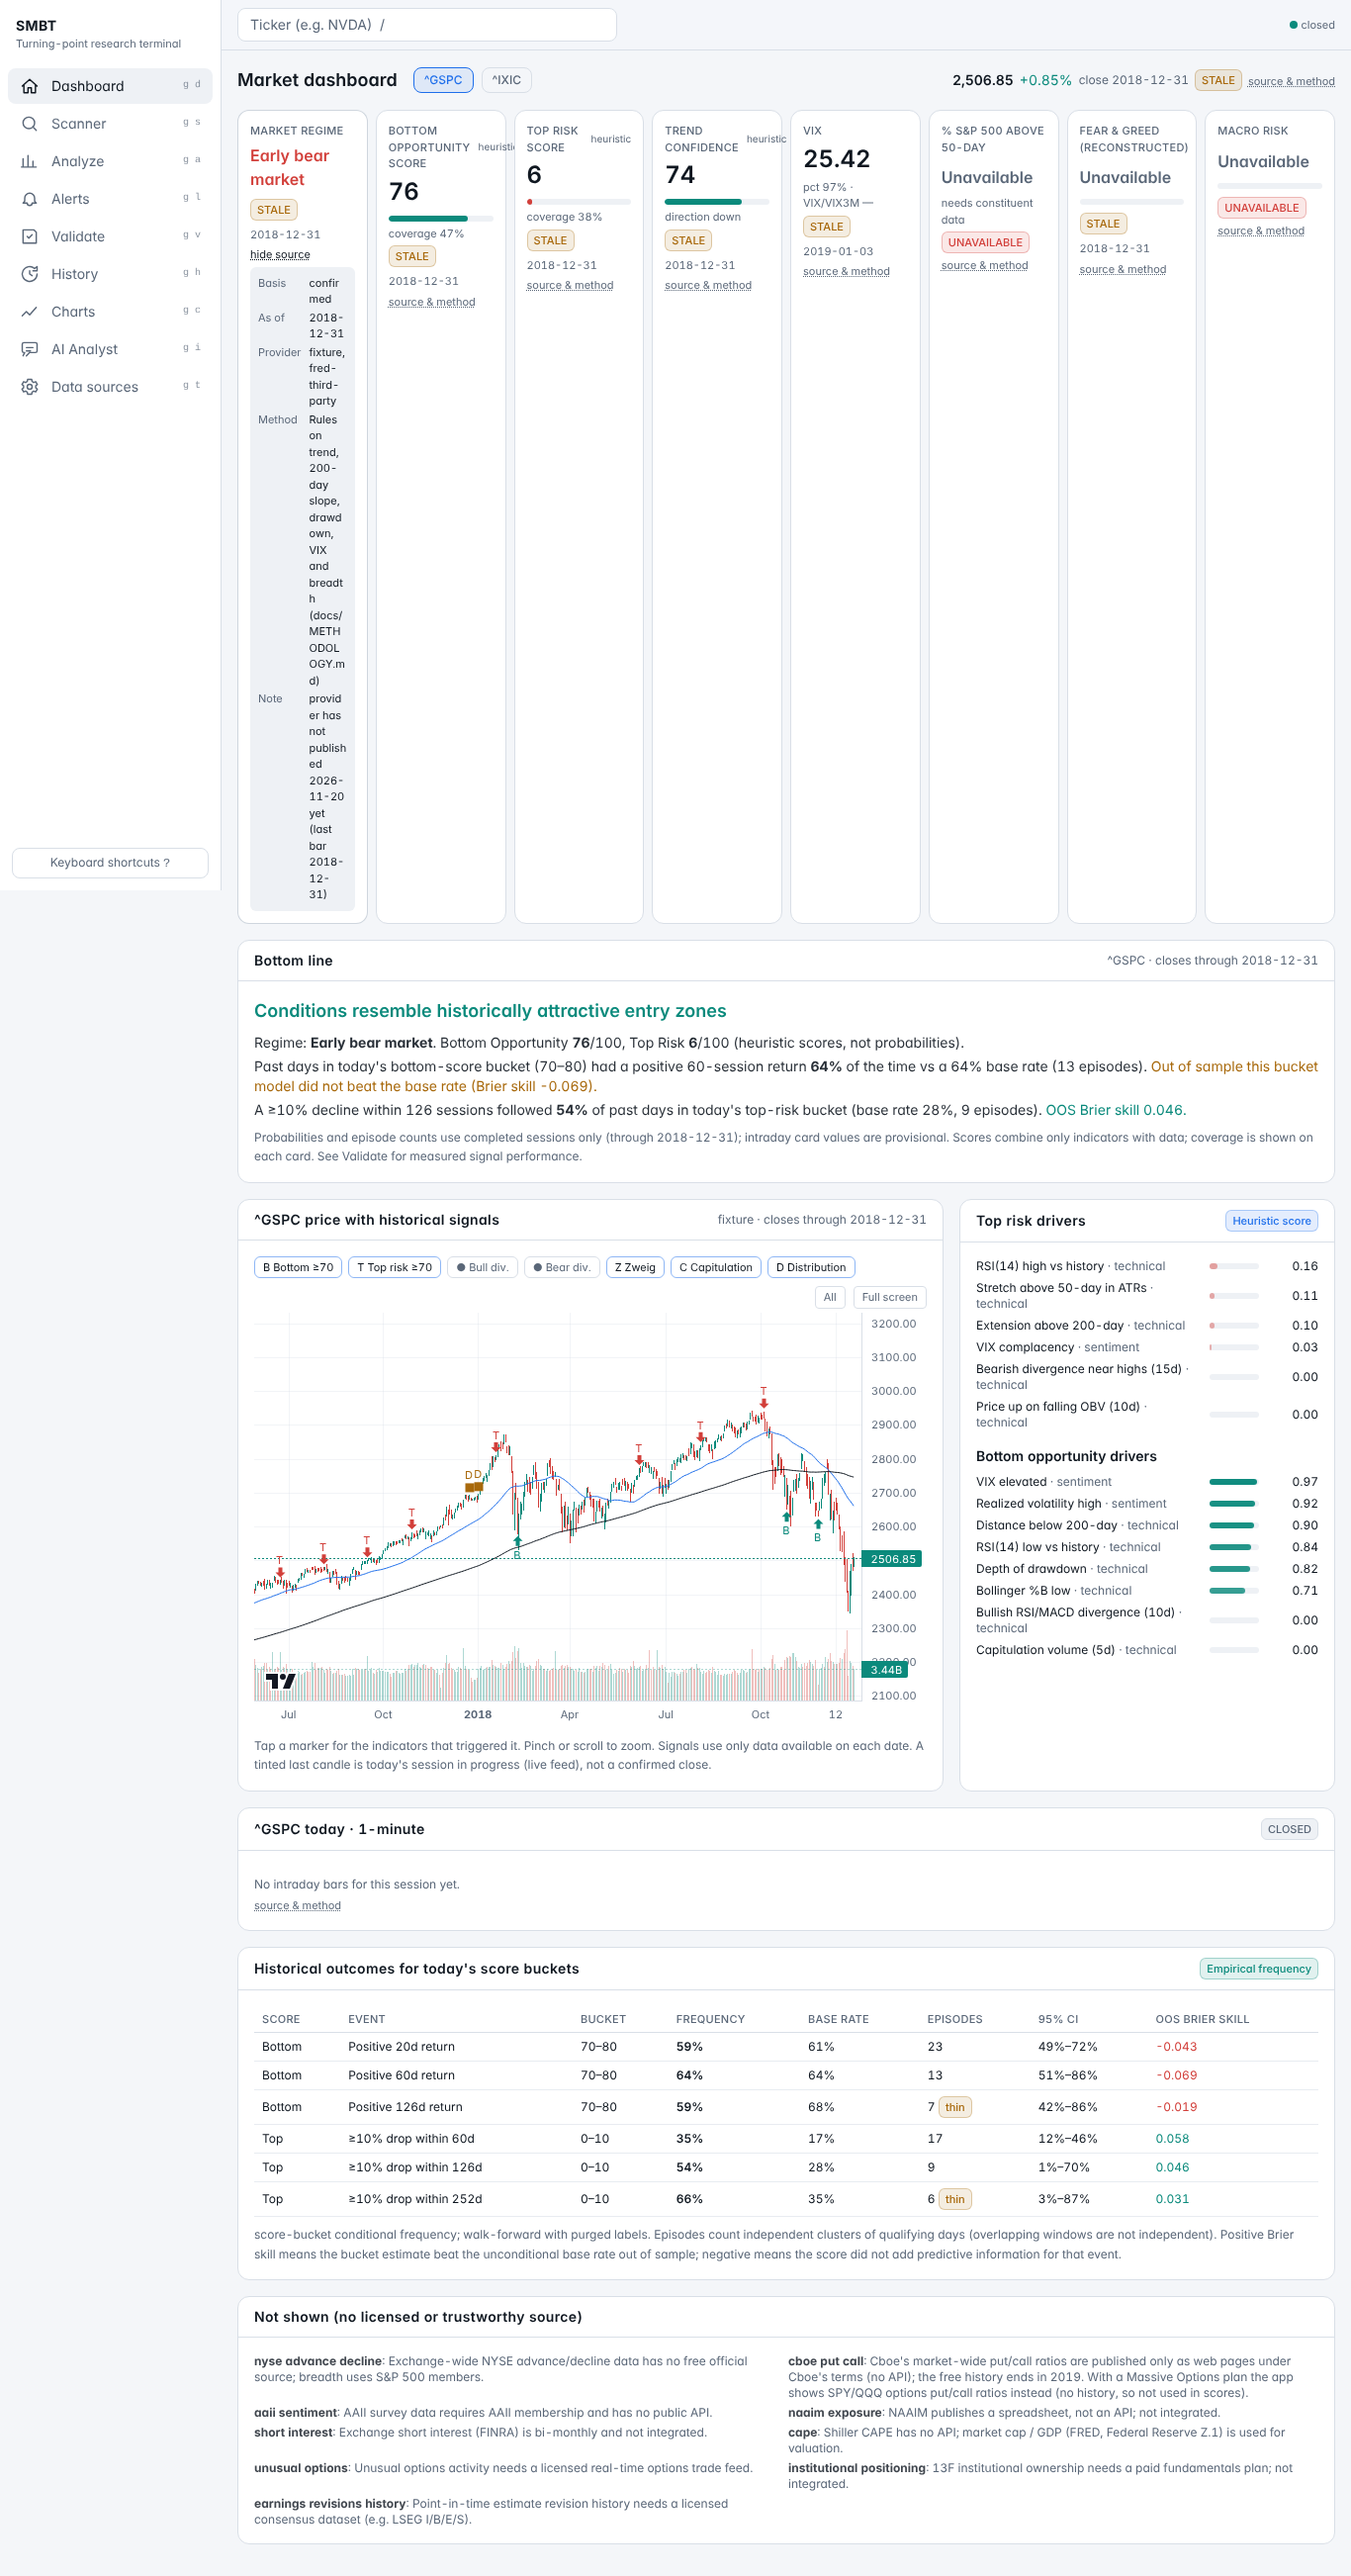 SMBT
Turning-point research terminal
Dashboard g d
Scanner g s
Analyze g a
Alerts g l
Validate g v
History g h
Charts g c
AI Analyst g i
Data sources g t
Keyboard shortcuts ?
Ticker (e.g. NVDA) /
closed
Market dashboard ^GSPC ^IXIC
2,506.85 +0.85% close 2018-12-31 STALE source & method
MARKET REGIME
Early bear
market
STALE
2018-12-31
hide source
Basis confir
med
As of 2018-
12-31
Provider fixture,
fred-
third-
party
Method Rules
on
trend,
200-
day
slope,
drawd
own,
VIX
and
breadt
h
(docs/
METH
ODOL
OGY.m
d)
Note provid
er has
not
publish
ed
2026-
11-20
yet
(last
bar
2018-
12-
31)
BOTTOM
OPPORTUNITY heuristic
SCORE
76
coverage 47%
STALE
2018-12-31
source & method
TOP RISK
SCORE heuristic
6
coverage 38%
STALE
2018-12-31
source & method
TREND
CONFIDENCE heuristic
74
direction down
STALE
2018-12-31
source & method
VIX
25.42
pct 97% ·
VIX/VIX3M —
STALE
2019-01-03
source & method
% S&P 500 ABOVE
50-DAY
Unavailable
needs constituent
data
UNAVAILABLE
source & method
FEAR & GREED
(RECONSTRUCTED)
Unavailable
STALE
2018-12-31
source & method
MACRO RISK
Unavailable
UNAVAILABLE
source & method
Bottom line ^GSPC · closes through 2018-12-31
Conditions resemble historically attractive entry zones
Regime: Early bear market. Bottom Opportunity 76/100, Top Risk 6/100 (heuristic scores, not probabilities).
Past days in today's bottom-score bucket (70–80) had a positive 60-session return 64% of the time vs a 64% base rate (13 episodes). Out of sample this bucket
model did not beat the base rate (Brier skill -0.069).
A ≥10% decline within 126 sessions followed 54% of past days in today's top-risk bucket (base rate 28%, 9 episodes). OOS Brier skill 0.046.
Probabilities and episode counts use completed sessions only (through 2018-12-31); intraday card values are provisional. Scores combine only indicators with data; coverage is shown on
each card. See Validate for measured signal performance.
^GSPC price with historical signals fixture · closes through 2018-12-31
B Bottom ≥70 T Top risk ≥70 ● Bull div. ● Bear div. Z Zweig C Capitulation D Distribution
All Full screen
3200.00
3100.00
3000.00
2900.00
2800.00
2700.00
2600.00
2506.85
2400.00
2300.00
2200.00
3.44B
2100.00
T T T T D D T B T T T B B
Jul Oct 2018 Apr Jul Oct 12
Tap a marker for the indicators that triggered it. Pinch or scroll to zoom. Signals use only data available on each date. A
tinted last candle is today's session in progress (live feed), not a confirmed close.
Top risk drivers Heuristic score
RSI(14) high vs history · technical 0.16
Stretch above 50-day in ATRs ·
technical 0.11
Extension above 200-day · technical 0.10
VIX complacency · sentiment 0.03
Bearish divergence near highs (15d) ·
technical 0.00
Price up on falling OBV (10d) ·
technical 0.00
Bottom opportunity drivers
VIX elevated · sentiment 0.97
Realized volatility high · sentiment 0.92
Distance below 200-day · technical 0.90
RSI(14) low vs history · technical 0.84
Depth of drawdown · technical 0.82
Bollinger %B low · technical 0.71
Bullish RSI/MACD divergence (10d) ·
technical 0.00
Capitulation volume (5d) · technical 0.00
^GSPC today · 1-minute CLOSED
No intraday bars for this session yet.
source & method
Historical outcomes for today's score buckets Empirical frequency
SCORE EVENT BUCKET FREQUENCY BASE RATE EPISODES 95% CI OOS BRIER SKILL
Bottom Positive 20d return 70–80 59% 61% 23 49%–72% -0.043
Bottom Positive 60d return 70–80 64% 64% 13 51%–86% -0.069
Bottom Positive 126d return 70–80 59% 68% 7 thin 42%–86% -0.019
Top ≥10% drop within 60d 0–10 35% 17% 17 12%–46% 0.058
Top ≥10% drop within 126d 0–10 54% 28% 9 1%–70% 0.046
Top ≥10% drop within 252d 0–10 66% 35% 6 thin 3%–87% 0.031
score-bucket conditional frequency; walk-forward with purged labels. Episodes count independent clusters of qualifying days (overlapping windows are not independent). Positive Brier
skill means the bucket estimate beat the unconditional base rate out of sample; negative means the score did not add predictive information for that event.
Not shown (no licensed or trustworthy source)
nyse advance decline: Exchange-wide NYSE advance/decline data has no free official
source; breadth uses S&P 500 members.
cboe put call: Cboe's market-wide put/call ratios are published only as web pages under
Cboe's terms (no API); the free history ends in 2019. With a Massive Options plan the app
shows SPY/QQQ options put/call ratios instead (no history, so not used in scores).
aaii sentiment: AAII survey data requires AAII membership and has no public API.
naaim exposure: NAAIM publishes a spreadsheet, not an API; not integrated.
short interest: Exchange short interest (FINRA) is bi-monthly and not integrated.
cape: Shiller CAPE has no API; market cap / GDP (FRED, Federal Reserve Z.1) is used for
valuation.
unusual options: Unusual options activity needs a licensed real-time options trade feed.
institutional positioning: 13F institutional ownership needs a paid fundamentals plan; not
integrated.
earnings revisions history: Point-in-time estimate revision history needs a licensed
consensus dataset (e.g. LSEG I/B/E/S).